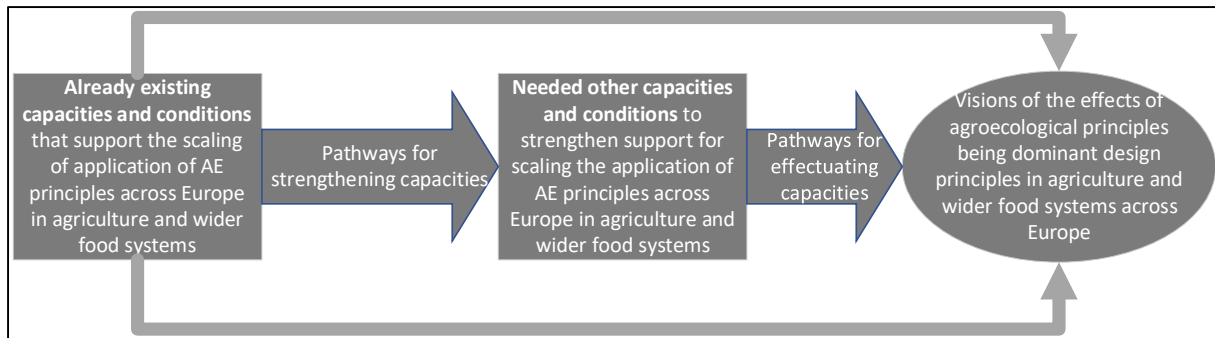 Already existing
capacities and conditions
that support the scaling
of application of AE
principles across Europe
in agriculture and wider
food systems
Pathways for
strengthening capacities
Needed other capacities
and conditions to
strengthen support for
scaling the application of
AE principles across
Europe in agriculture and
wider food systems
Pathways for
effectuating
capacities
Visions of the effects of
agroecological principles
being dominant design
principles in agriculture and
wider food systems across
Europe